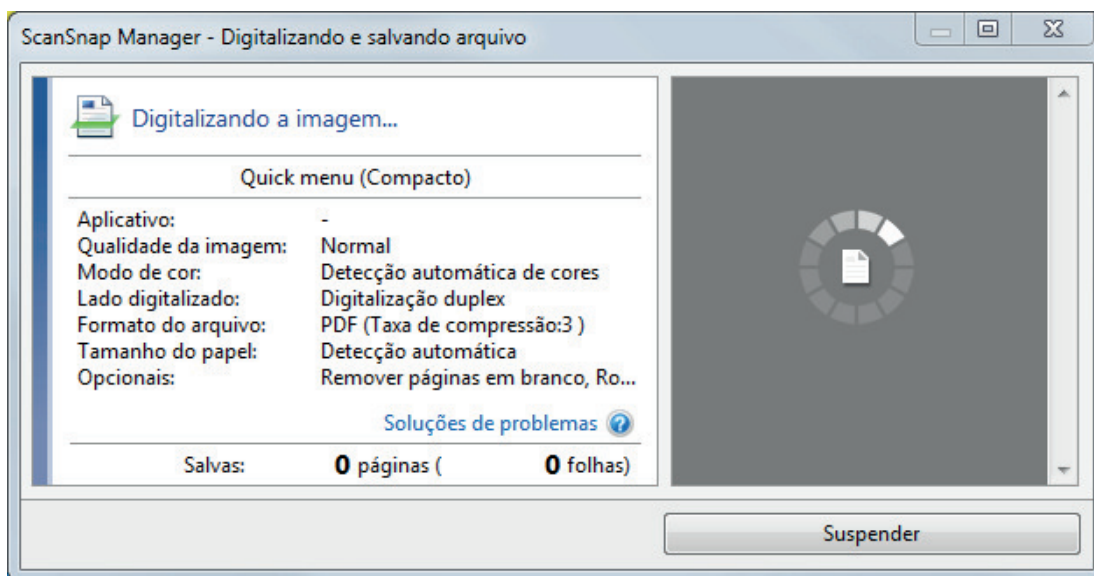 ScanSnap Manager - Digitalizando e salvando arquivo
Digitalizando a imagem...
Quick menu (Compacto)
Aplicativo: -
Qualidade da imagem: Normal
Modo de cor: Detecção automática de cores
Lado digitalizado: Digitalização duplex
Formato do arquivo: PDF (Taxa de compressão:3 )
Tamanho do papel: Detecção automática
Opcionais: Remover páginas em branco, Ro...
Soluções de problemas ?
Salvas: 0 páginas ( 0 folhas)
Suspender